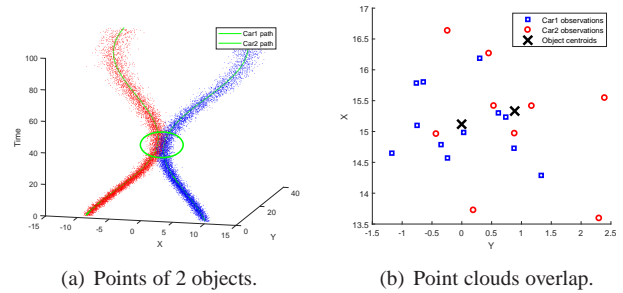 Car1 path
Car2 path
Time
100
80
60
40
20
0
-15
-10
-5
0
5
10
15
X
0
20
40
Y
(a) Points of 2 objects.
Car1 observations
Car2 observations
Object centroids
X
17
16.5
16
15.5
15
14.5
14
13.5
-1.5
-1
-0.5
0
0.5
1
1.5
2
2.5
Y
(b) Point clouds overlap.